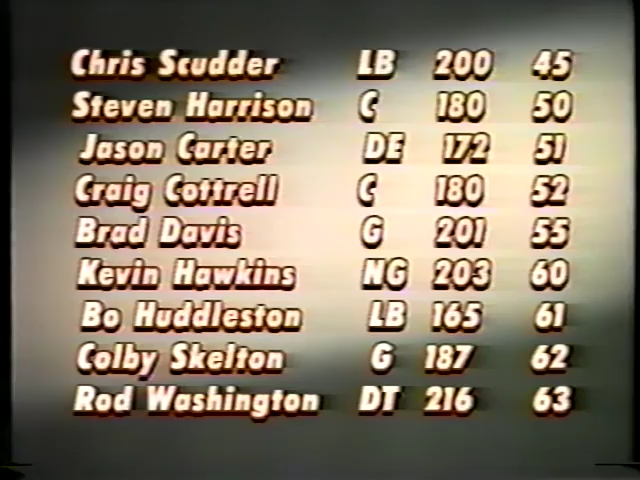 Chris Scudder LB 200 45
Steven Harrison C 180 50
Jason Carter DE 172 51
Craig Cottrell C 180 52
Brad Davis G 201 55
Kevin Hawkins NG 203 60
Bo Huddleston LB 165 61
Colby Skelton G 187 62
Rod Washington DT 216 63